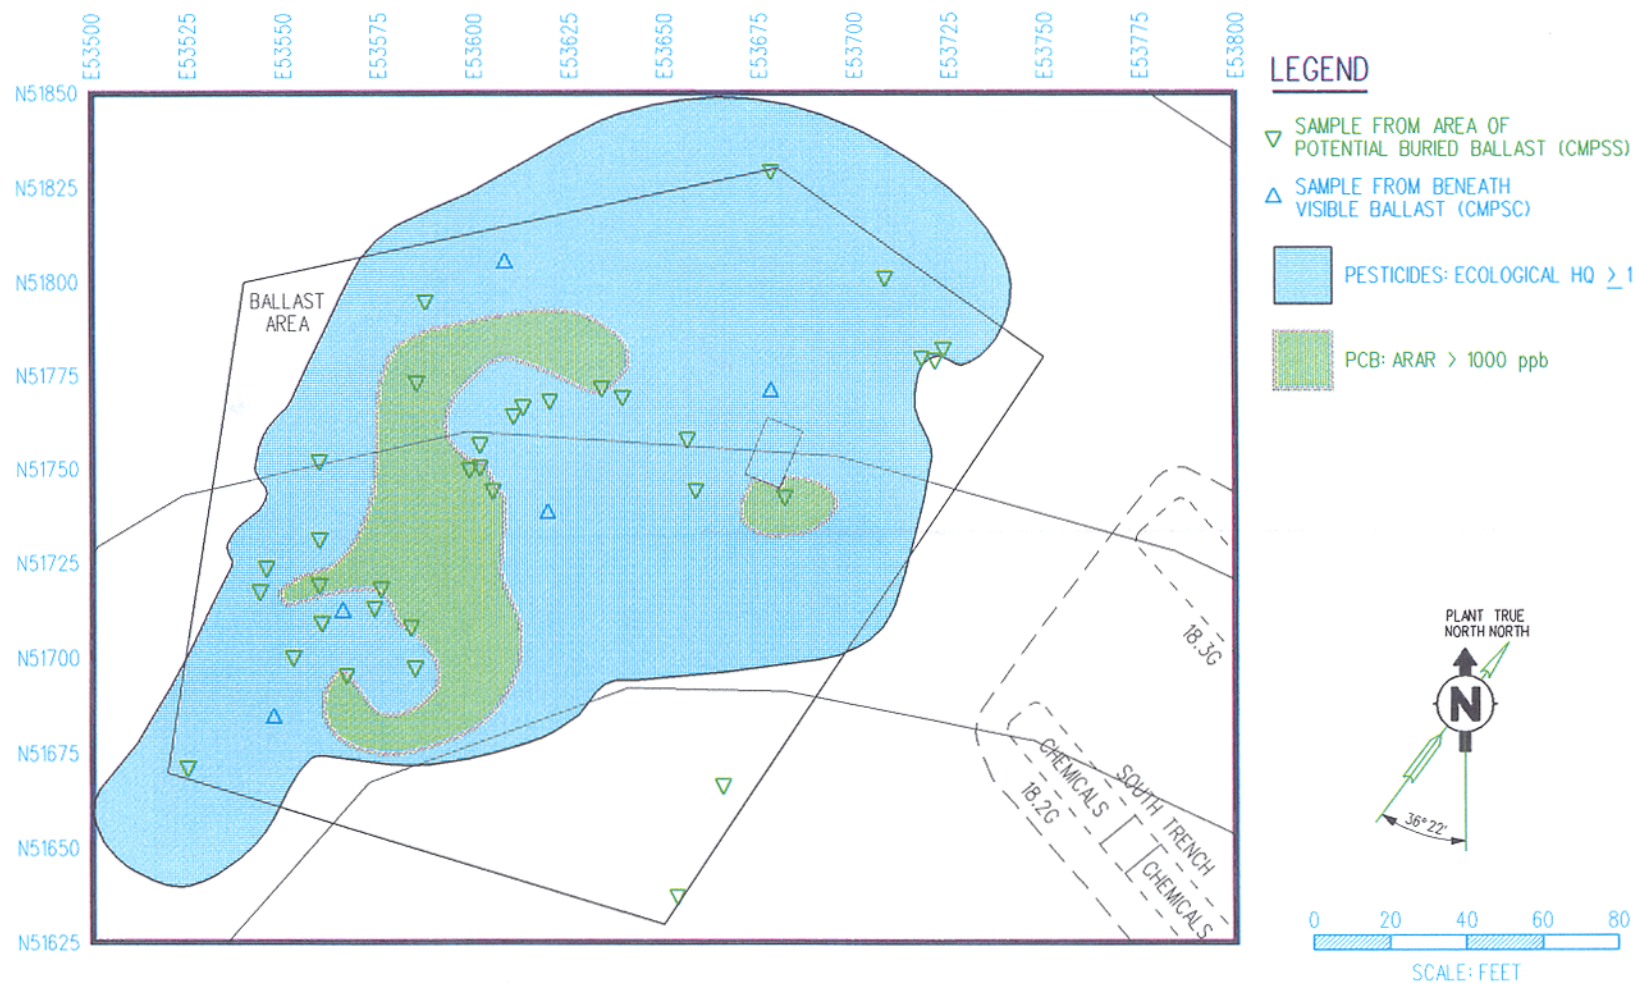 E53500 E53525 E53550 E53575 E53600 E53625 E53650 E53675 E53700 E53725 E53750 E53775 E53800
N51850
N51825
N51800
N51775
N51750
N51725
N51700
N51675
N51650
N51625
BALLAST
AREA
18.3G
CHEMICALS
18.2G
SOUTH TRENCH
CHEMICALS
LEGEND
SAMPLE FROM AREA OF
POTENTIAL BURIED BALLAST (CMPSS)
SAMPLE FROM BENEATH
VISIBLE BALLAST (CMPSC)
PESTICIDES: ECOLOGICAL HQ ≥ 1
PCB: ARAR > 1000 ppb
PLANT TRUE
NORTH NORTH
N
36°22'
0 20 40 60 80
SCALE: FEET